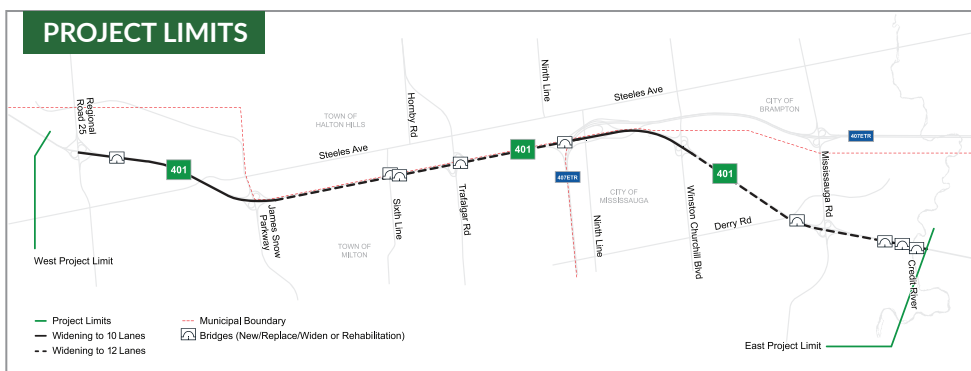 PROJECT LIMITS
Regional
Road 25
401
West Project Limit
TOWN OF
HALTON HILLS
Steeles Ave
James Snow
Parkway
TOWN OF
MILTON
Hornby Rd
Sixth Line
Trafalgar Rd
401
Ninth Line
407ETR
Ninth Line
CITY OF
MISSISSAUGA
Steeles Ave
Winston Churchill Blvd
401
Derry Rd
CITY OF
BRAMPTON
407ETR
Mississauga Rd
Credit River
East Project Limit
Project Limits
Widening to 10 Lanes
Widening to 12 Lanes
Municipal Boundary
Bridges (New/Replace/Widen or Rehabilitation)